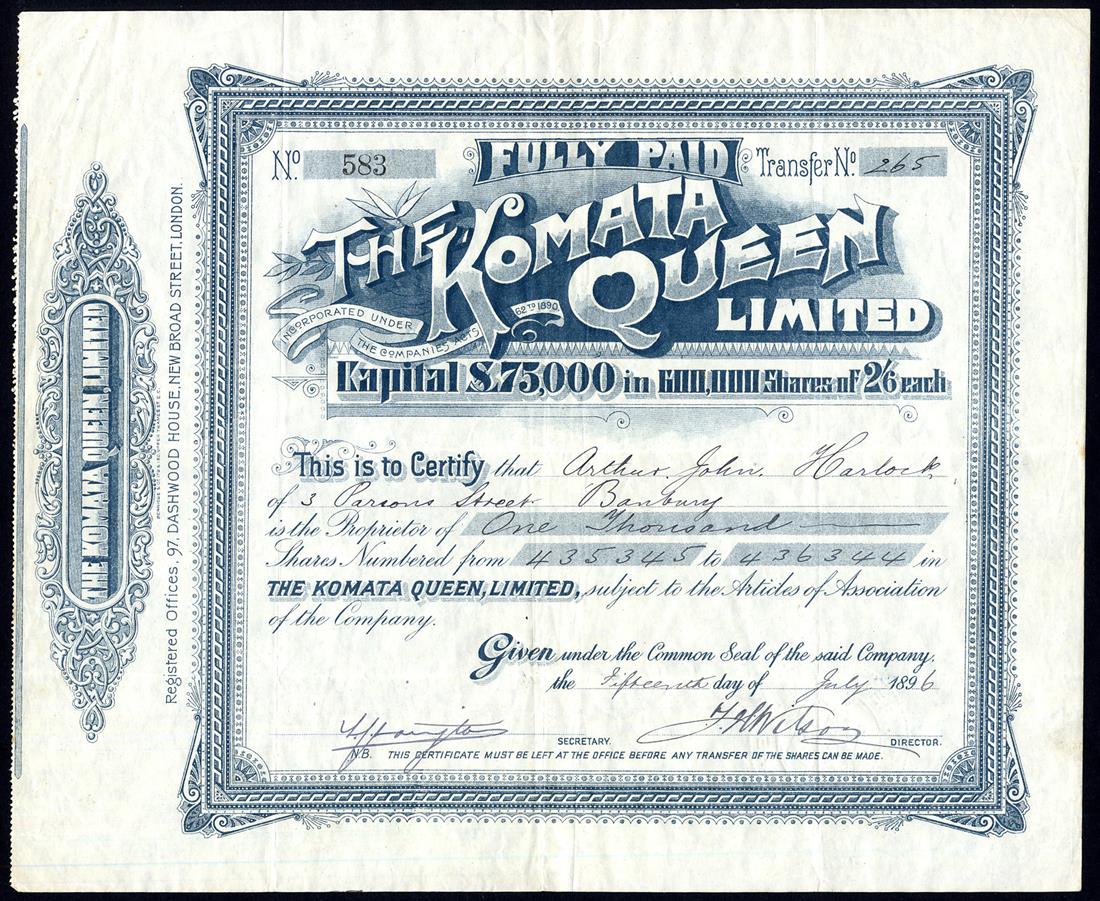 No. 583
FULLY PAID
Transfer No. 265
THE KOMATA QUEEN
LIMITED
INCORPORATED UNDER THE COMPANIES ACTS, 62 TO 1890
Capital £75,000 in 600,000 Shares of 2/6 each
This is to Certify that Arthur John Harlock
of 3 Parsons Street Banbury
is the Proprietor of One Thousand
Shares Numbered from 435345 to 436344 in
THE KOMATA QUEEN, LIMITED, subject to the Articles of Association
of the Company.
Given under the Common Seal of the said Company,
the Fifteenth day of July 1896
SECRETARY.
DIRECTOR.
N/B. THIS CERTIFICATE MUST BE LEFT AT THE OFFICE BEFORE ANY TRANSFER OF THE SHARES CAN BE MADE.
THE KOMATA QUEEN, LIMITED
Registered Offices, 97, DASHWOOD HOUSE, NEW BROAD STREET, LONDON.